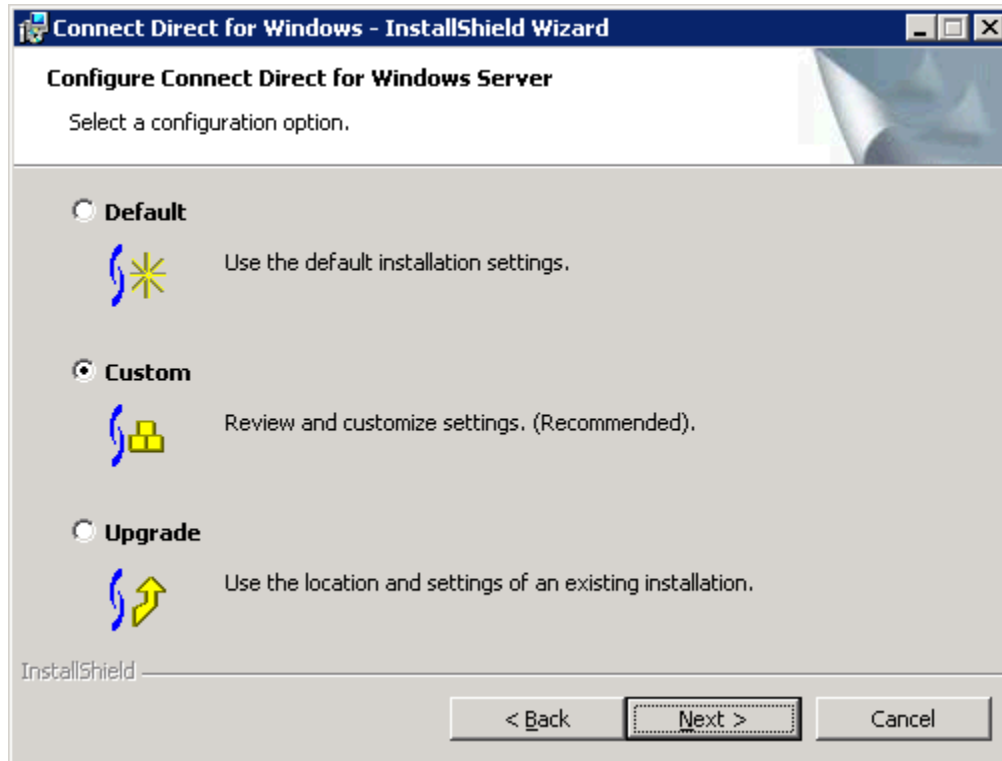 Connect Direct for Windows - InstallShield Wizard
Configure Connect Direct for Windows Server
Select a configuration option.
Default
Use the default installation settings.
Custom
Review and customize settings. (Recommended).
Upgrade
Use the location and settings of an existing installation.
InstallShield
< Back Next > Cancel